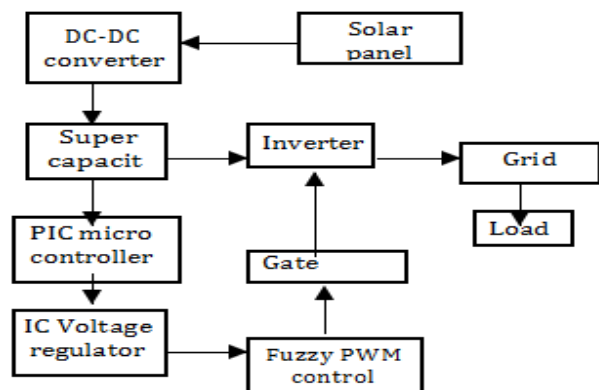 DC-DC
converter
Solar
panel
Super
capacit
Inverter
Grid
Load
PIC micro
controller
Gate
IC Voltage
regulator
Fuzzy PWM
control